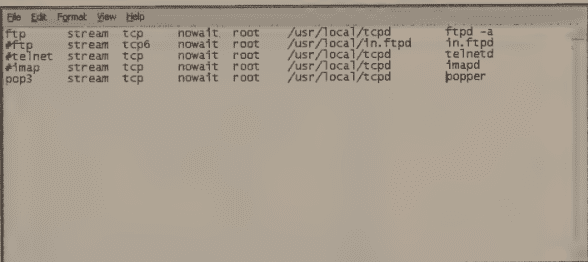 File Edit Format View Help
ftp stream tcp nowait root /usr/local/tcpd ftpd -a
#ftp stream tcp6 nowait root /usr/local/in.ftpd in.ftpd
#telnet stream tcp nowait root /usr/local/tcpd telnetd
#imap stream tcp nowait root /usr/local/tcpd imapd
pop3 stream tcp nowait root /usr/local/tcpd popper